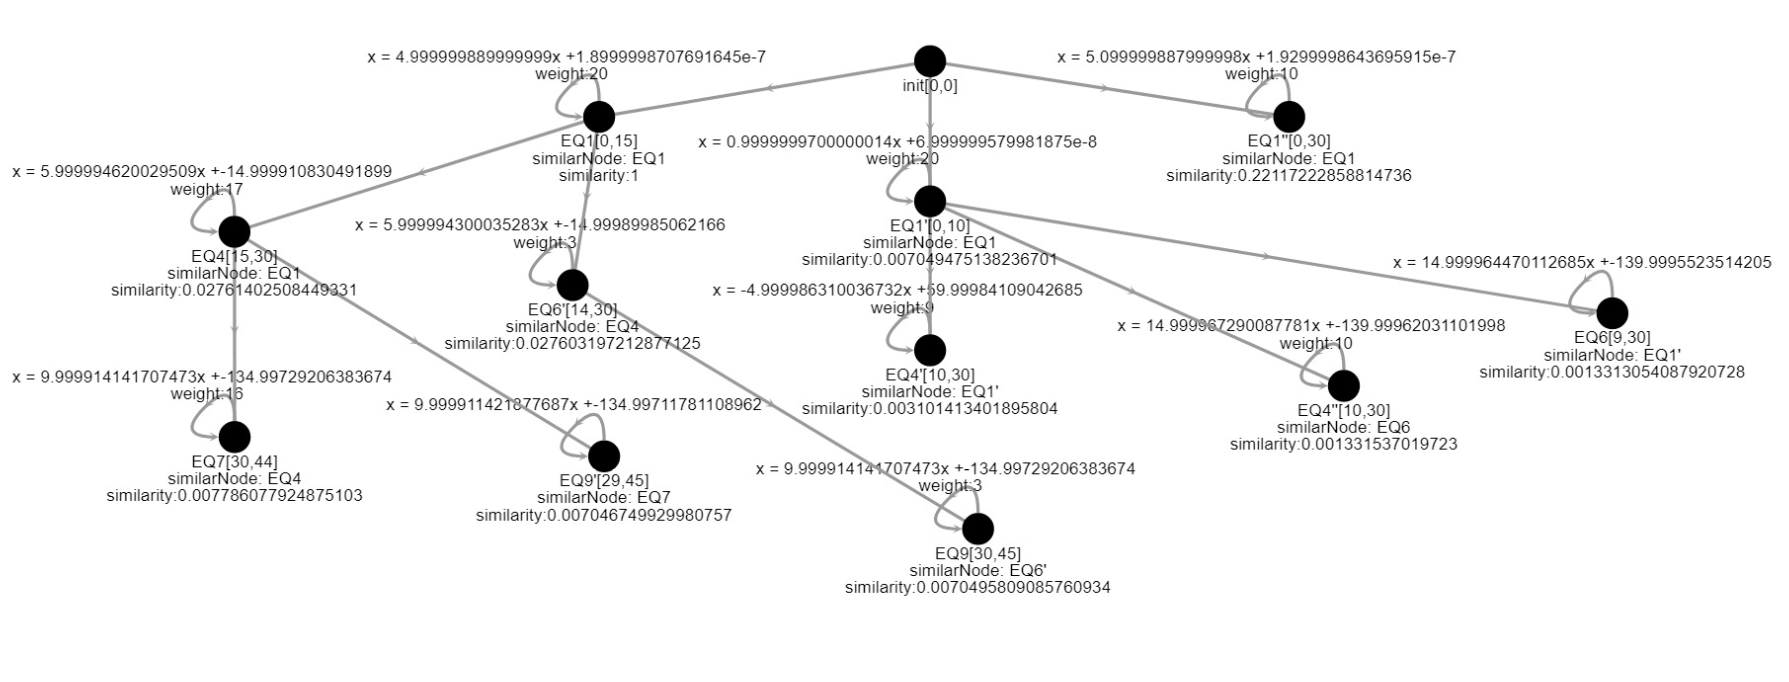 x = 4.999999889999999x +1.8999998707691645e-7
weight:20
init[0,0]
x = 5.099999887999998x +1.9299998643695915e-7
weight:10
EQ1[0,15]
similarNode: EQ1
similarity:1
x = 0.9999999700000014x +6.999999579981875e-8
weight:20
EQ1''[0,30]
similarNode: EQ1
similarity:0.22117222858814736
x = 5.999994620029509x +-14.999910830491899
weight:17
EQ4[15,30]
similarNode: EQ1
similarity:0.02761402508449331
x = 5.999994300035283x +-14.99989985062166
weight:3
EQ6'[14,30]
similarNode: EQ4
similarity:0.027603197212877125
EQ1'[0,10]
similarNode: EQ1
similarity:0.007049475138236701
x = -4.999986310036732x +59.99984109042685
weight:9
EQ4'[10,30]
similarNode: EQ1'
similarity:0.003101413401895804
x = 14.999964470112685x +-139.9995523514205
EQ6[9,30]
similarNode: EQ1'
similarity:0.0013313054087920728
x = 14.999967290087781x +-139.99962031101998
weight:10
EQ4''[10,30]
similarNode: EQ6
similarity:0.001331537019723
x = 9.999914141707473x +-134.99729206383674
weight:16
EQ7[30,44]
similarNode: EQ4
similarity:0.007786077924875103
x = 9.999911421877687x +-134.99711781108962
EQ9'[29,45]
similarNode: EQ7
similarity:0.007046749929980757
x = 9.999914141707473x +-134.99729206383674
weight:3
EQ9[30,45]
similarNode: EQ6'
similarity:0.0070495809085760934